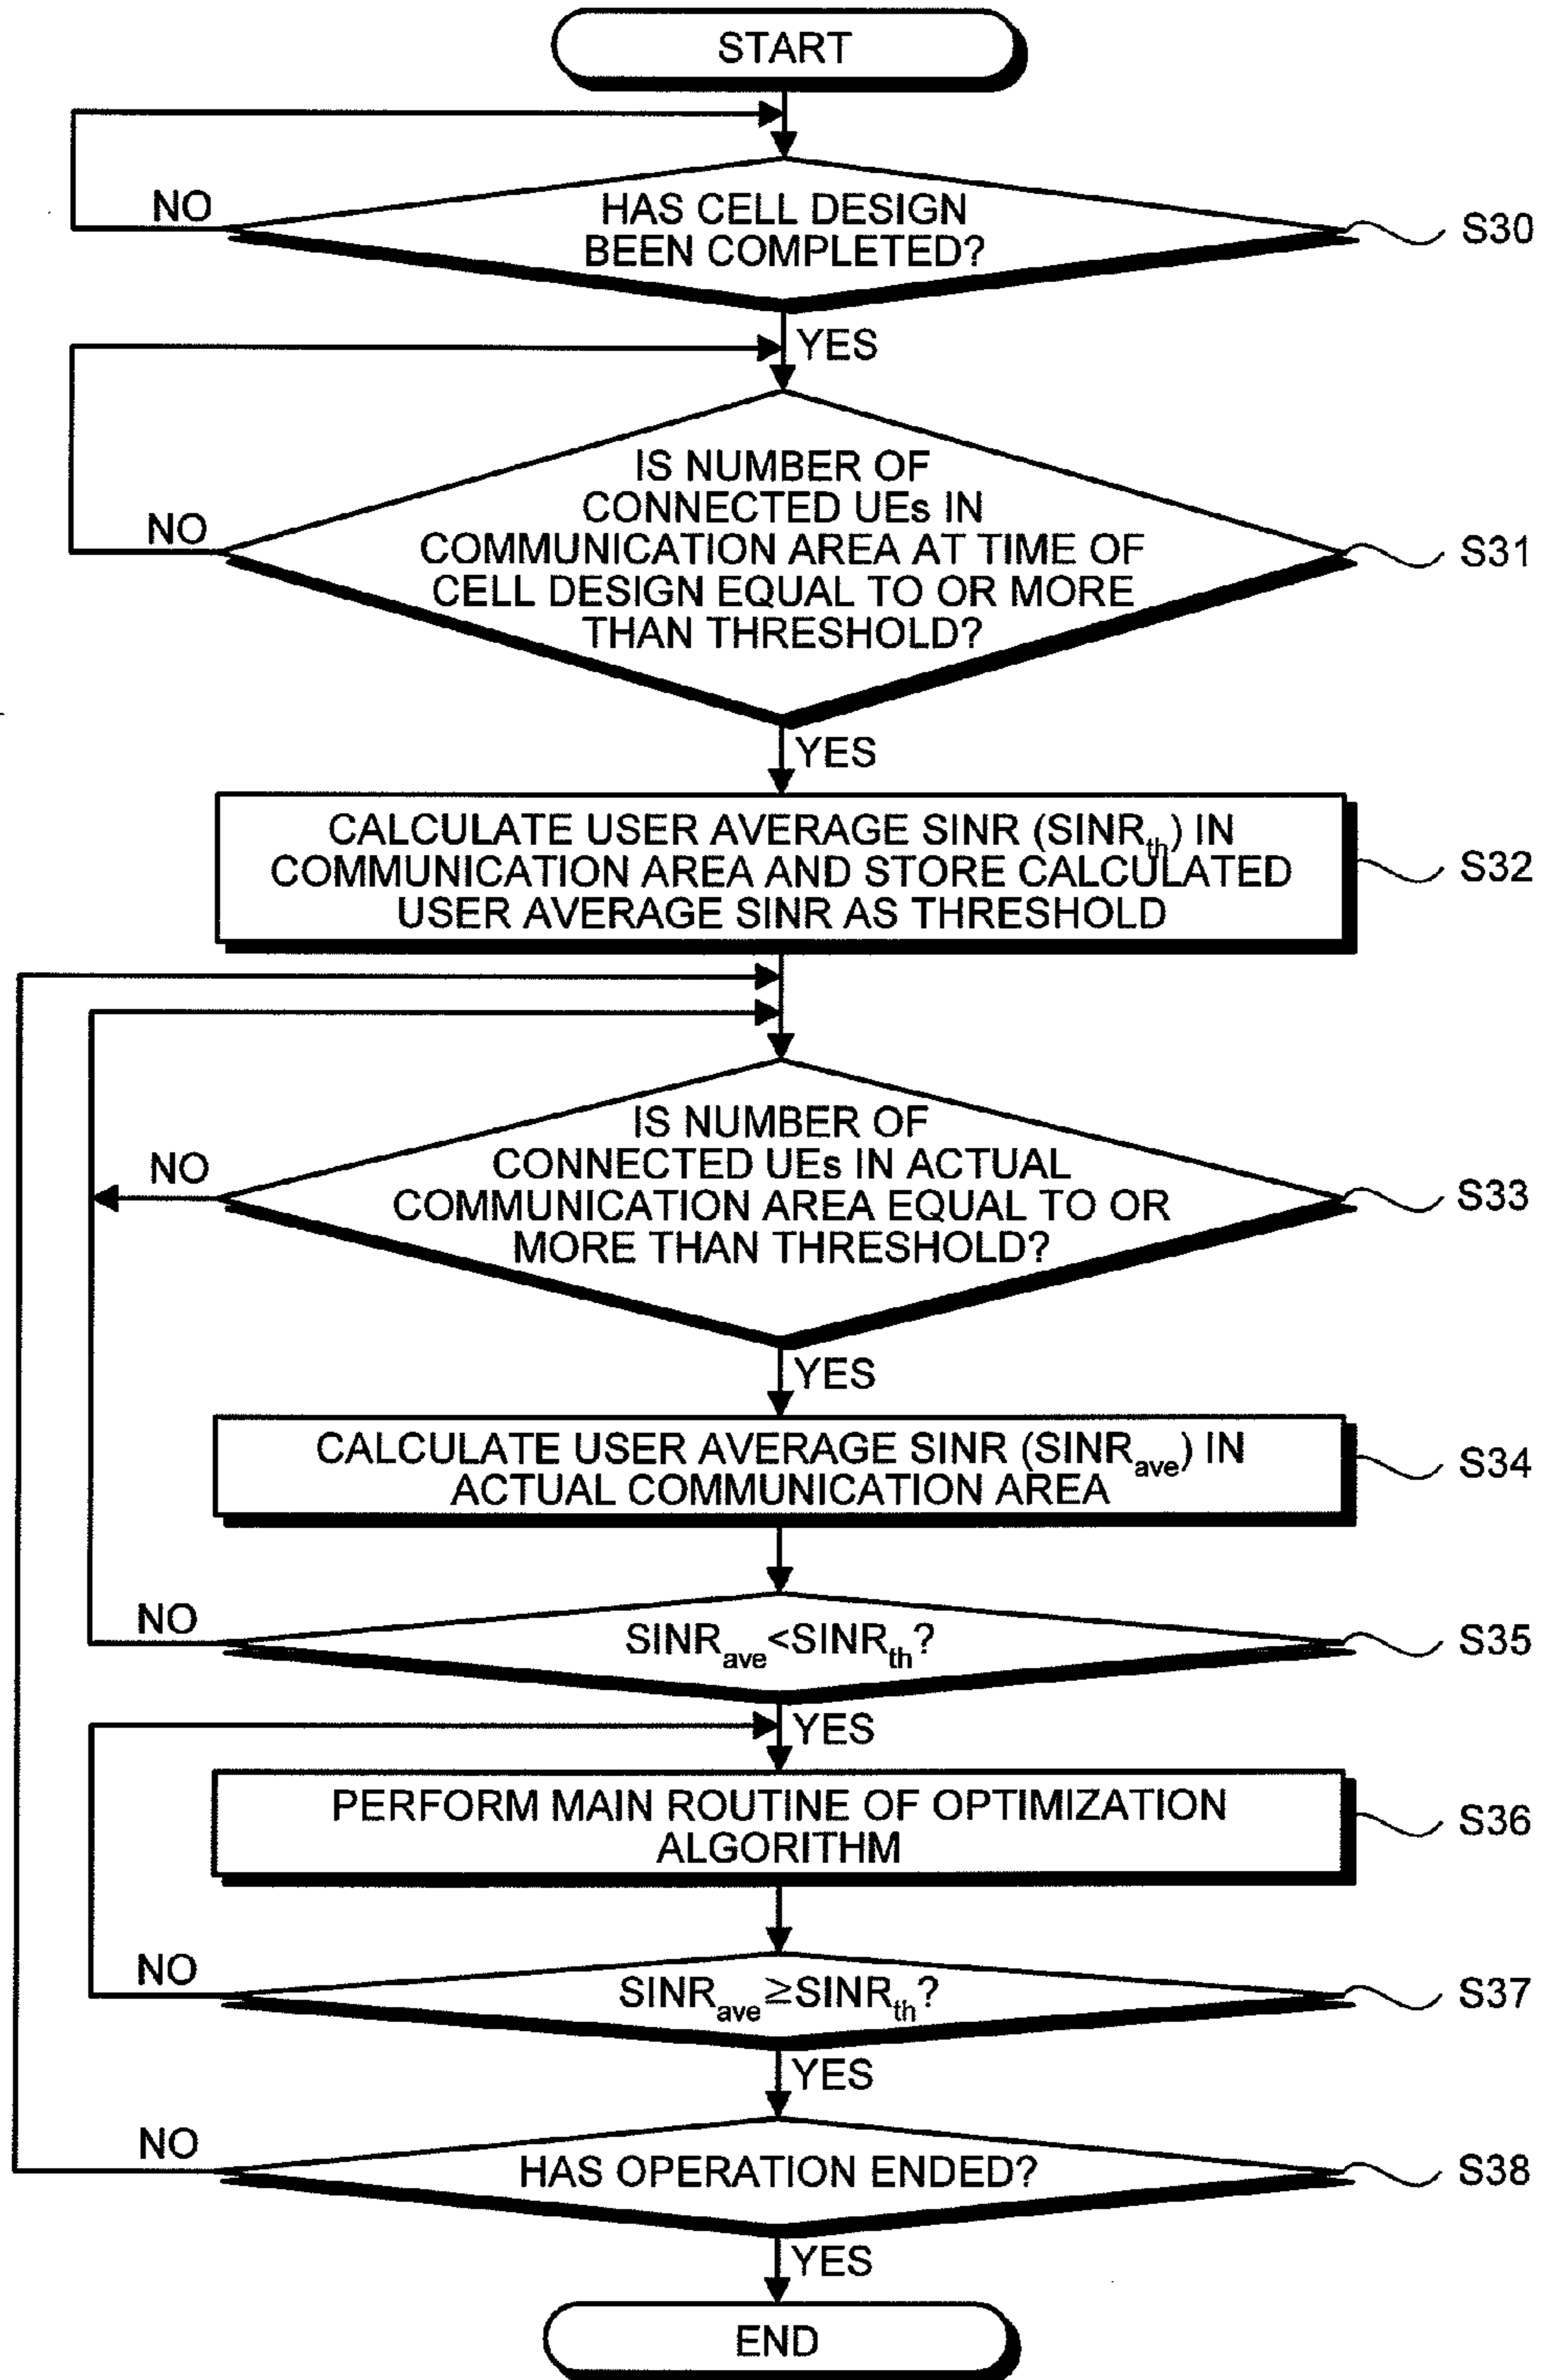 START
NO
HAS CELL DESIGN
BEEN COMPLETED?
S30
YES
IS NUMBER OF
CONNECTED UEs IN
COMMUNICATION AREA AT TIME OF
CELL DESIGN EQUAL TO OR MORE
THAN THRESHOLD?
NO
S31
YES
CALCULATE USER AVERAGE SINR (SINRth) IN
COMMUNICATION AREA AND STORE CALCULATED
USER AVERAGE SINR AS THRESHOLD
S32
IS NUMBER OF
CONNECTED UEs IN ACTUAL
COMMUNICATION AREA EQUAL TO OR
MORE THAN THRESHOLD?
NO
S33
YES
CALCULATE USER AVERAGE SINR (SINRave) IN
ACTUAL COMMUNICATION AREA
S34
NO
SINRave<SINRth?
S35
YES
PERFORM MAIN ROUTINE OF OPTIMIZATION
ALGORITHM
S36
NO
SINRave≥SINRth?
S37
YES
NO
HAS OPERATION ENDED?
S38
YES
END